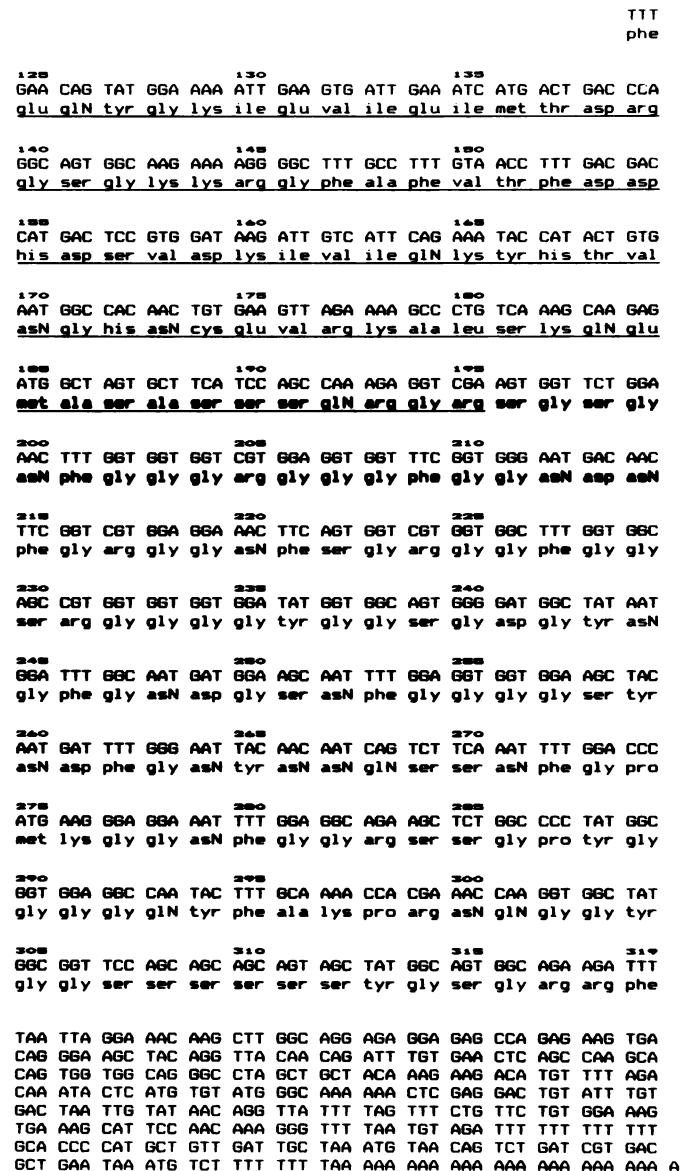 TTT
phe
125 130 135
GAA CAG TAT GGA AAA ATT GAA GTG ATT GAA ATC ATG ACT GAC CCA
glu glN tyr gly lys ile glu val ile glu ile met thr asp arg
140 145 150
GGC AGT GGC AAG AAA AGG GGC TTT GCC TTT GTA ACC TTT GAC GAC
gly ser gly lys lys arg gly phe ala phe val thr phe asp asp
155 160 165
CAT GAC TCC GTG GAT AAG ATT GTC ATT CAG AAA TAC CAT ACT GTG
his asp ser val asp lys ile val ile glN lys tyr his thr val
170 175 180
AAT GGC CAC AAC TGT GAA GTT AGA AAA GCC CTG TCA AAG CAA GAG
asN gly his asN cys glu val arg lys ala leu ser lys glN glu
185 190 195
ATG GCT AGT GCT TCA TCC AGC CAA AGA GGT CGA AGT GGT TCT GGA
met ala ser ala ser ser ser glN arg gly arg ser gly ser gly
200 205 210
AAC TTT GGT GGT GGT CGT GGA GGT GGT TTC GGT GGG AAT GAC AAC
asN phe gly gly gly arg gly gly gly phe gly gly asN asp asN
215 220 225
TTC GGT CGT GGA GGA AAC TTC AGT GGT CGT GGT GGC TTT GGT GGC
phe gly arg gly gly asN phe ser gly arg gly gly phe gly gly
230 235 240
AGC CGT GGT GGT GGT GGA TAT GGT GGC AGT GGG GAT GGC TAT AAT
ser arg gly gly gly gly tyr gly gly ser gly asp gly tyr asN
245 250 255
GGA TTT GGC AAT GAT GGA AGC AAT TTT GGA GGT GGT GGA AGC TAC
gly phe gly asN asp gly ser asN phe gly gly gly gly ser tyr
260 265 270
AAT GAT TTT GGG AAT TAC AAC AAT CAG TCT TCA AAT TTT GGA CCC
asN asp phe gly asN tyr asN asN glN ser ser asN phe gly pro
275 280 285
ATG AAG GGA GGA AAT TTT GGA GGC AGA AGC TCT GGC CCC TAT GGC
met lys gly gly asN phe gly gly arg ser ser gly pro tyr gly
290 295 300
GGT GGA GGC CAA TAC TTT GCA AAA CCA CGA AAC CAA GGT GGC TAT
gly gly gly glN tyr phe ala lys pro arg asN glN gly gly tyr
305 310 315 319
GGC GGT TCC AGC AGC AGC AGT AGC TAT GGC AGT GGC AGA AGA TTT
gly gly ser ser ser ser ser ser tyr gly ser gly arg arg phe
TAA TTA GGA AAC AAG CTT GGC AGG AGA GGA GAG CCA GAG AAG TGA
CAG GGA AGC TAC AGG TTA CAA CAG ATT TGT GAA CTC AGC CAA GCA
CAG TGG TGG CAG GGC CTA GCT GCT ACA AAG AAG ACA TGT TTT AGA
CAA ATA CTC ATG TGT ATG GGC AAA AAA CTC GAG GAC TGT ATT TGT
GAC TAA TTG TAT AAC AGG TTA TTT TAG TTT CTG TTC TGT GGA AAG
TGA AAG CAT TCC AAC AAA GGG TTT TAA TGT AGA TTT TTT TTT TTT
GCA CCC CAT GCT GTT GAT TGC TAA ATG TAA CAG TCT GAT CGT GAC
GCT GAA TAA ATG TCT TTT TTT TAA AAA AAA AAA AAA AAA AAA AAA A